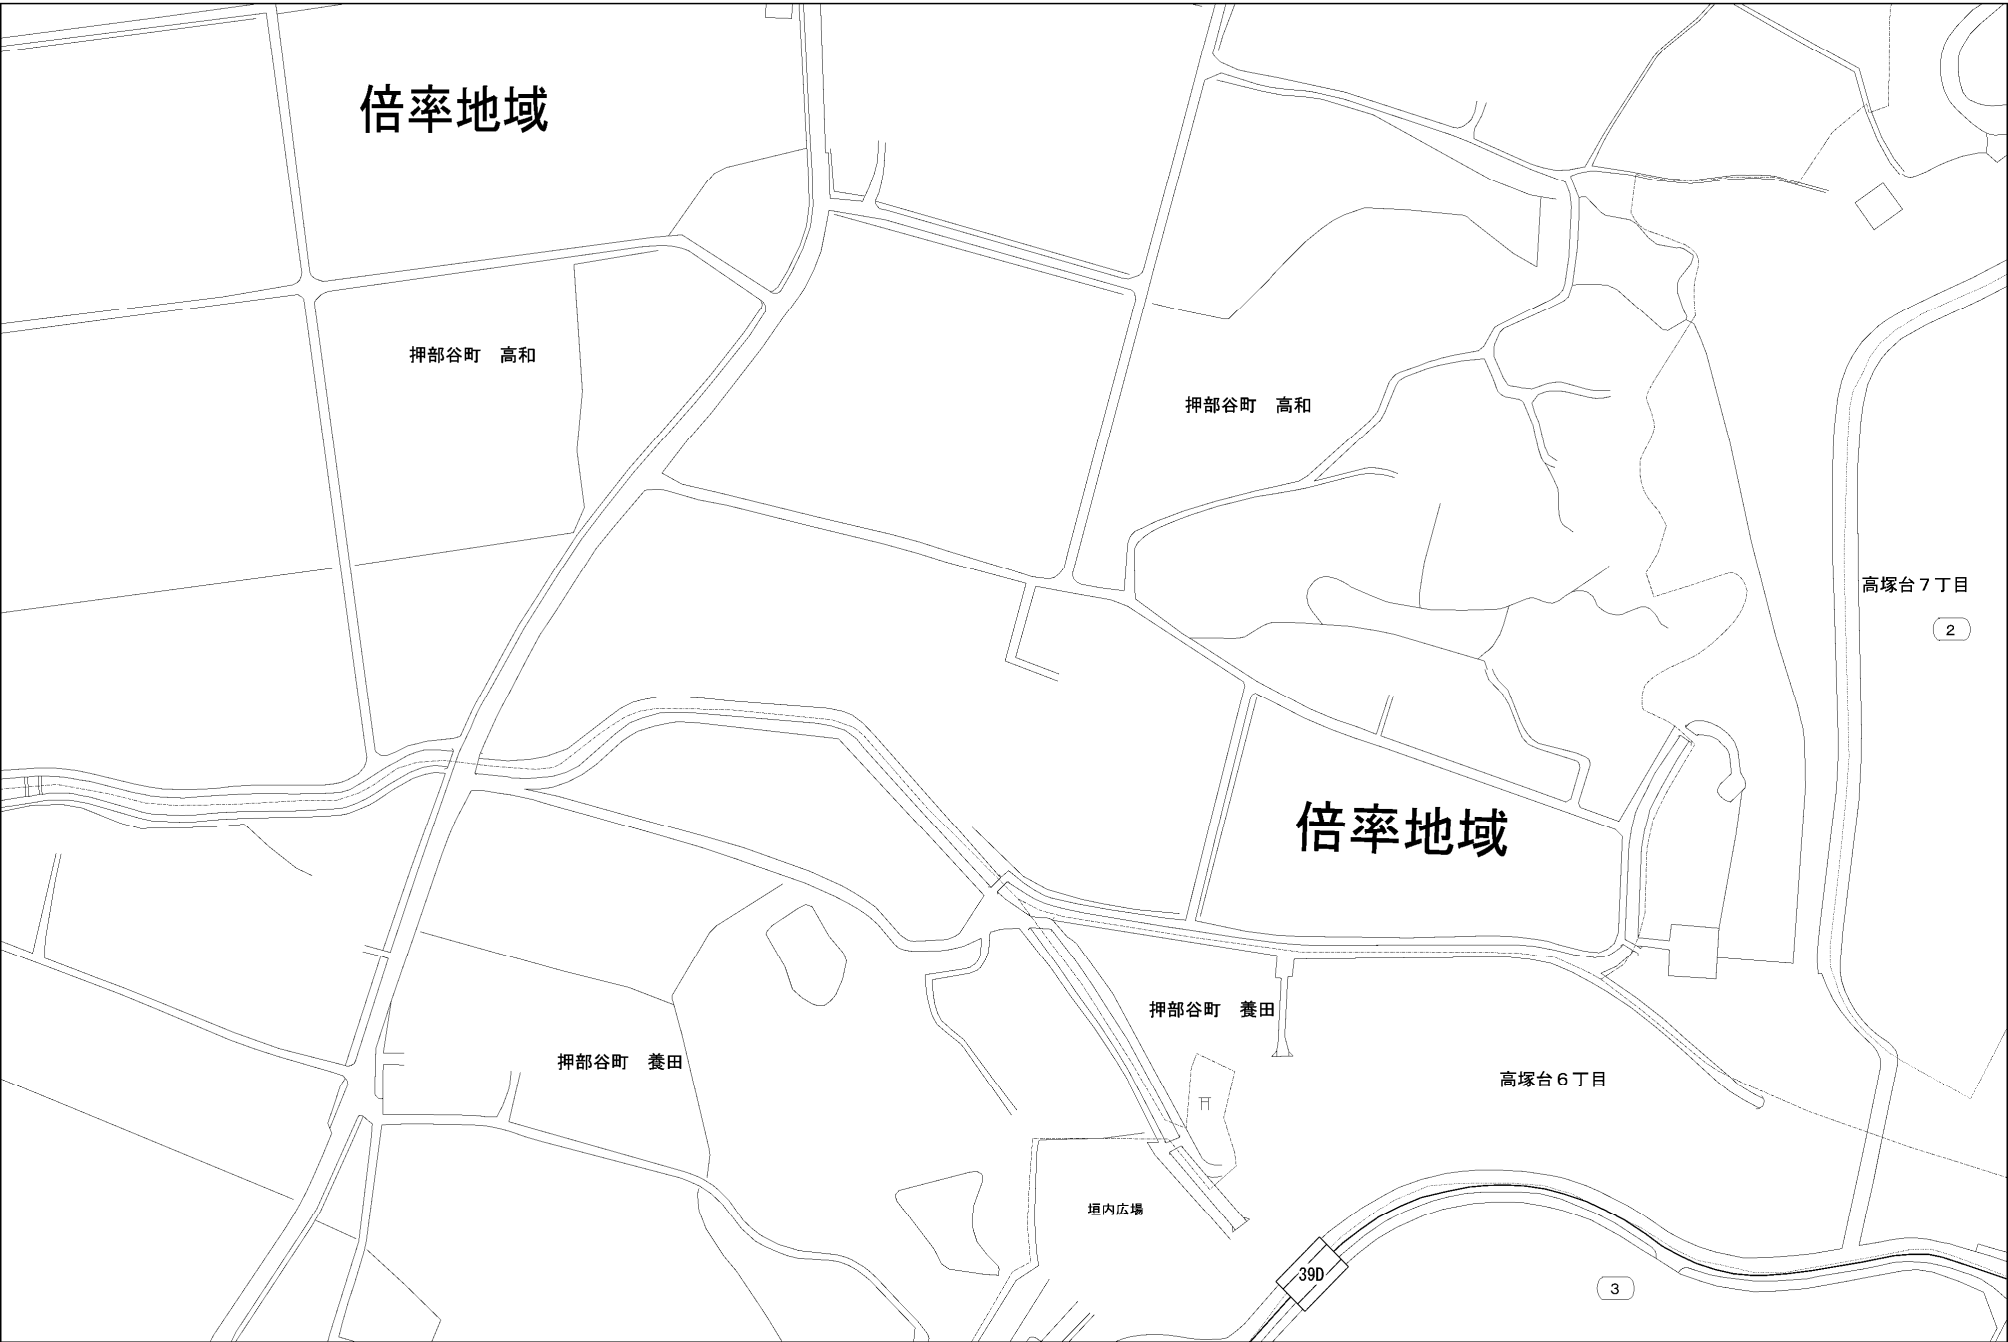 倍率地域
押部谷町　高和
押部谷町　高和
高塚台７丁目
2
倍率地域
押部谷町　養田
押部谷町　養田
高塚台６丁目
垣内広場
39D
3